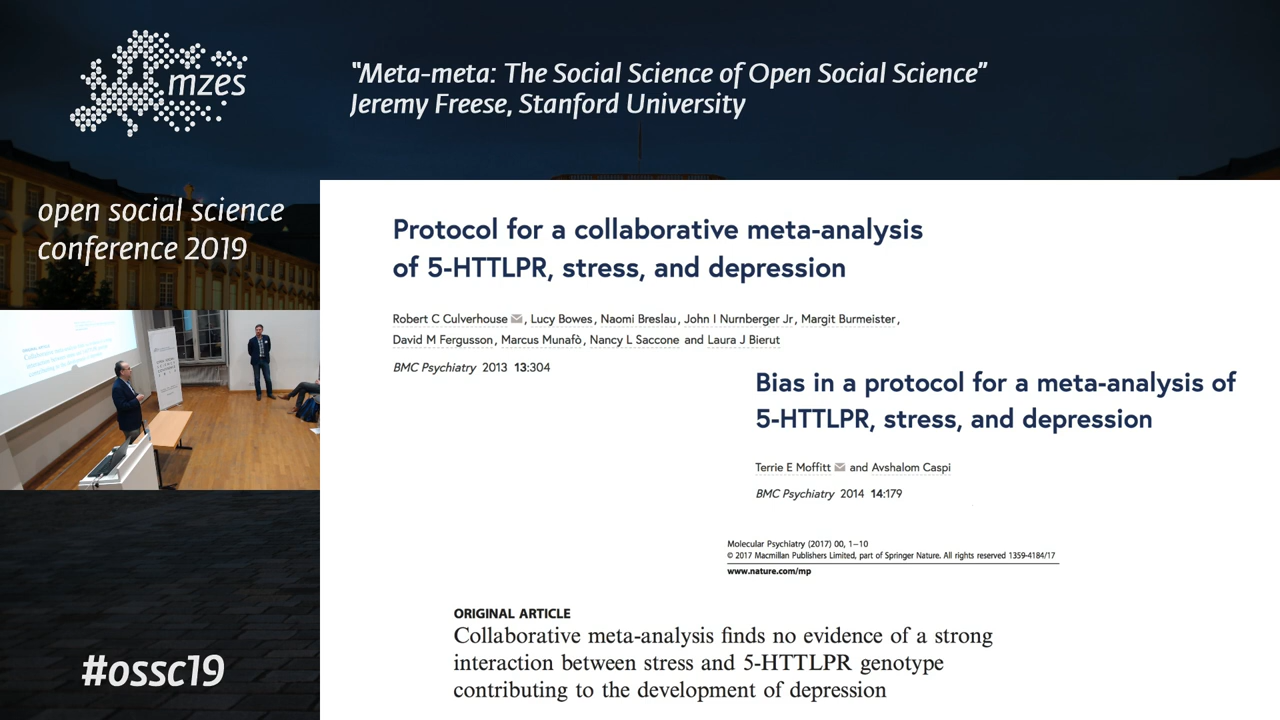 mzes
"Meta-meta: The Social Science of Open Social Science"
Jeremy Freese, Stanford University
open social science
conference 2019
Protocol for a collaborative meta-analysis
of 5-HTTLPR, stress, and depression
Robert C Culverhouse, Lucy Bowes, Naomi Breslau, John I Nurnberger Jr, Margit Burmeister,
David M Fergusson, Marcus Munafò, Nancy L Saccone and Laura J Bierut
BMC Psychiatry 2013 13:304
Bias in a protocol for a meta-analysis of
5-HTTLPR, stress, and depression
Terrie E Moffitt and Avshalom Caspi
BMC Psychiatry 2014 14:179
Molecular Psychiatry (2017) 00, 1–10
© 2017 Macmillan Publishers Limited, part of Springer Nature. All rights reserved 1359-4184/17
www.nature.com/mp
ORIGINAL ARTICLE
Collaborative meta-analysis finds no evidence of a strong
interaction between stress and 5-HTTLPR genotype
contributing to the development of depression
#ossc19